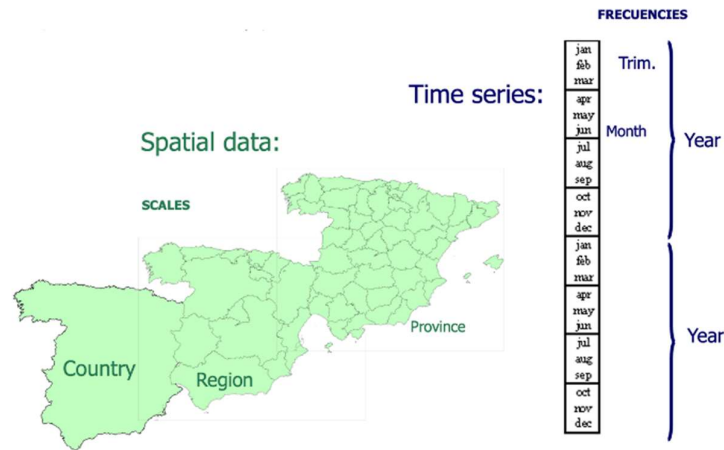 FRECUENCIES
Time series:
Spatial data:
SCALES
Country
Region
Province
jan
feb
mar
Trim.
apr
may
jun
Month
jul
aug
sep
oct
nov
dec
Year
jan
feb
mar
apr
may
jun
jul
aug
sep
oct
nov
dec
Year